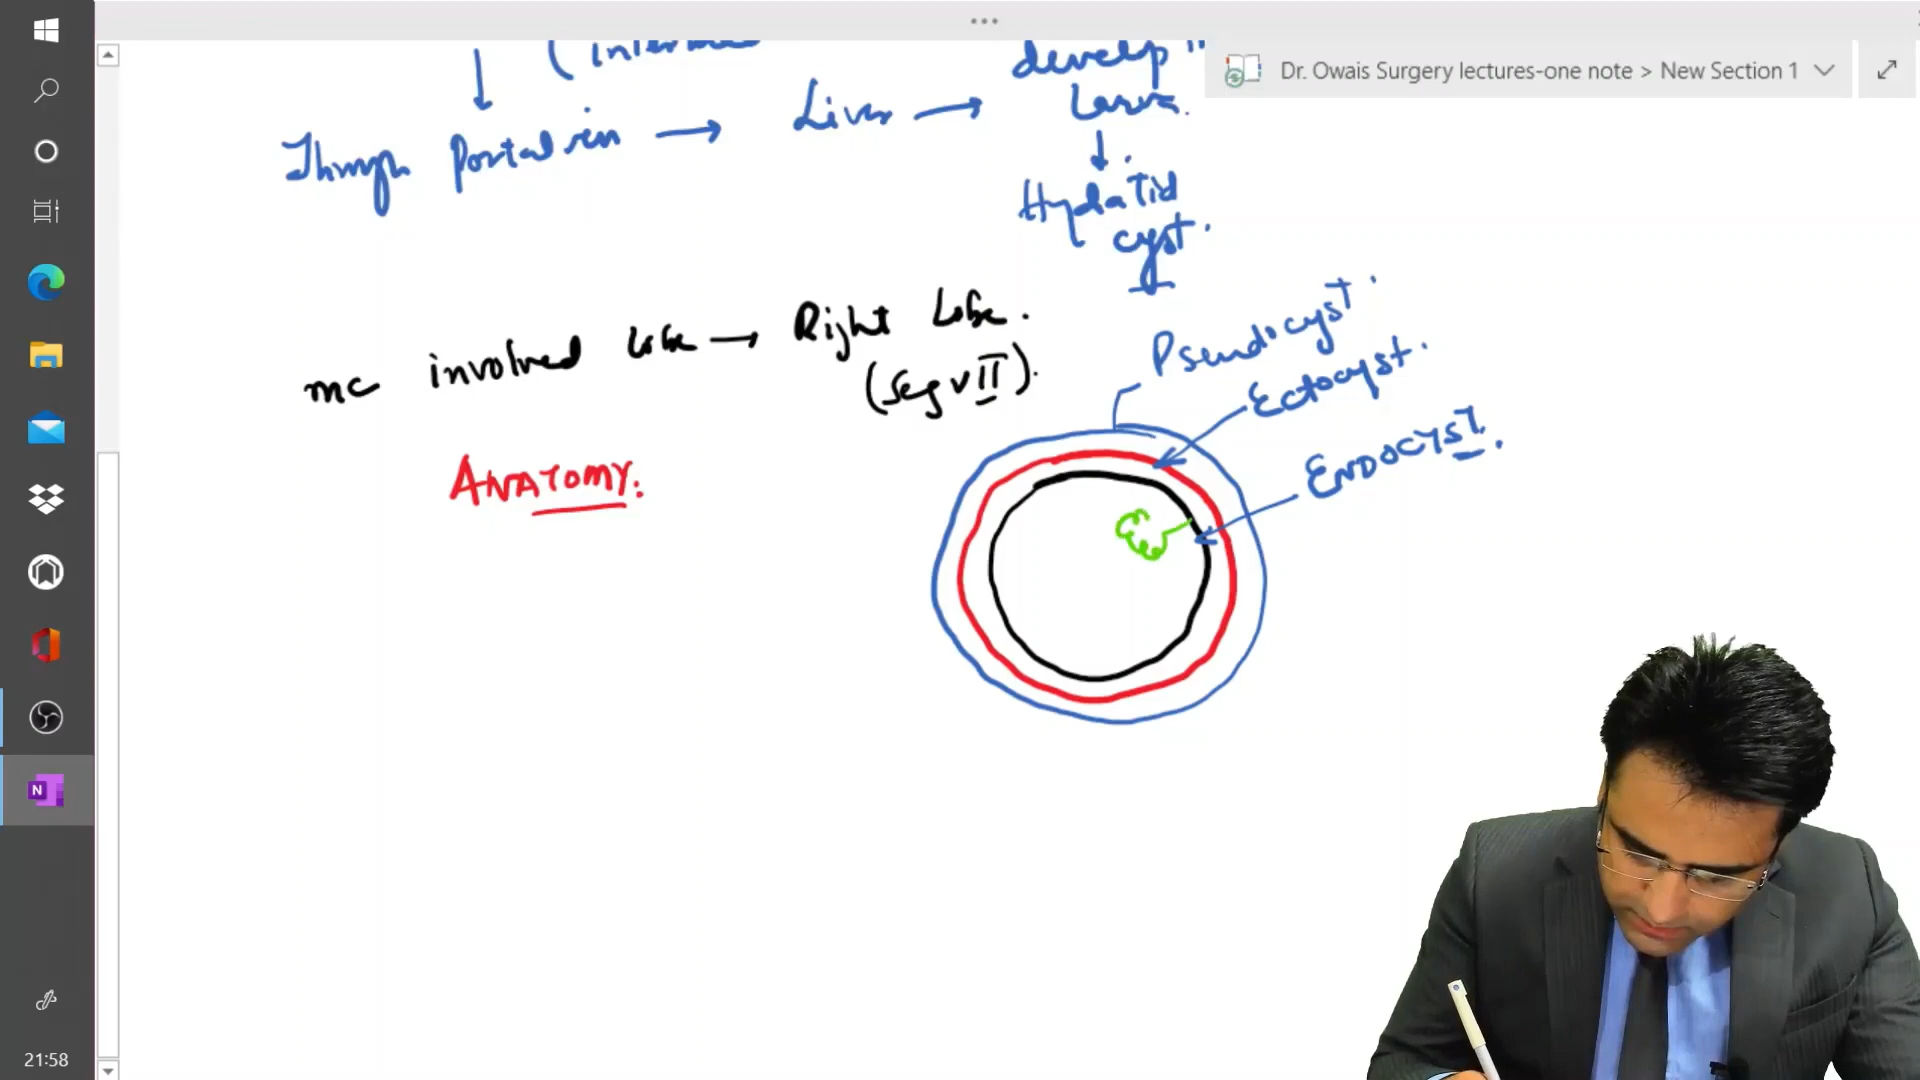 Dr. Owais Surgery lectures-one note > New Section 1
develop
Through Portal vein → Liver → Larva.
Hydatid
cyst.
mc involved lobe → Right Lobe.
(Seg VII).
Pseudocyst.
Ectocyst.
ENDOCYST.
ANATOMY:
N
21:58